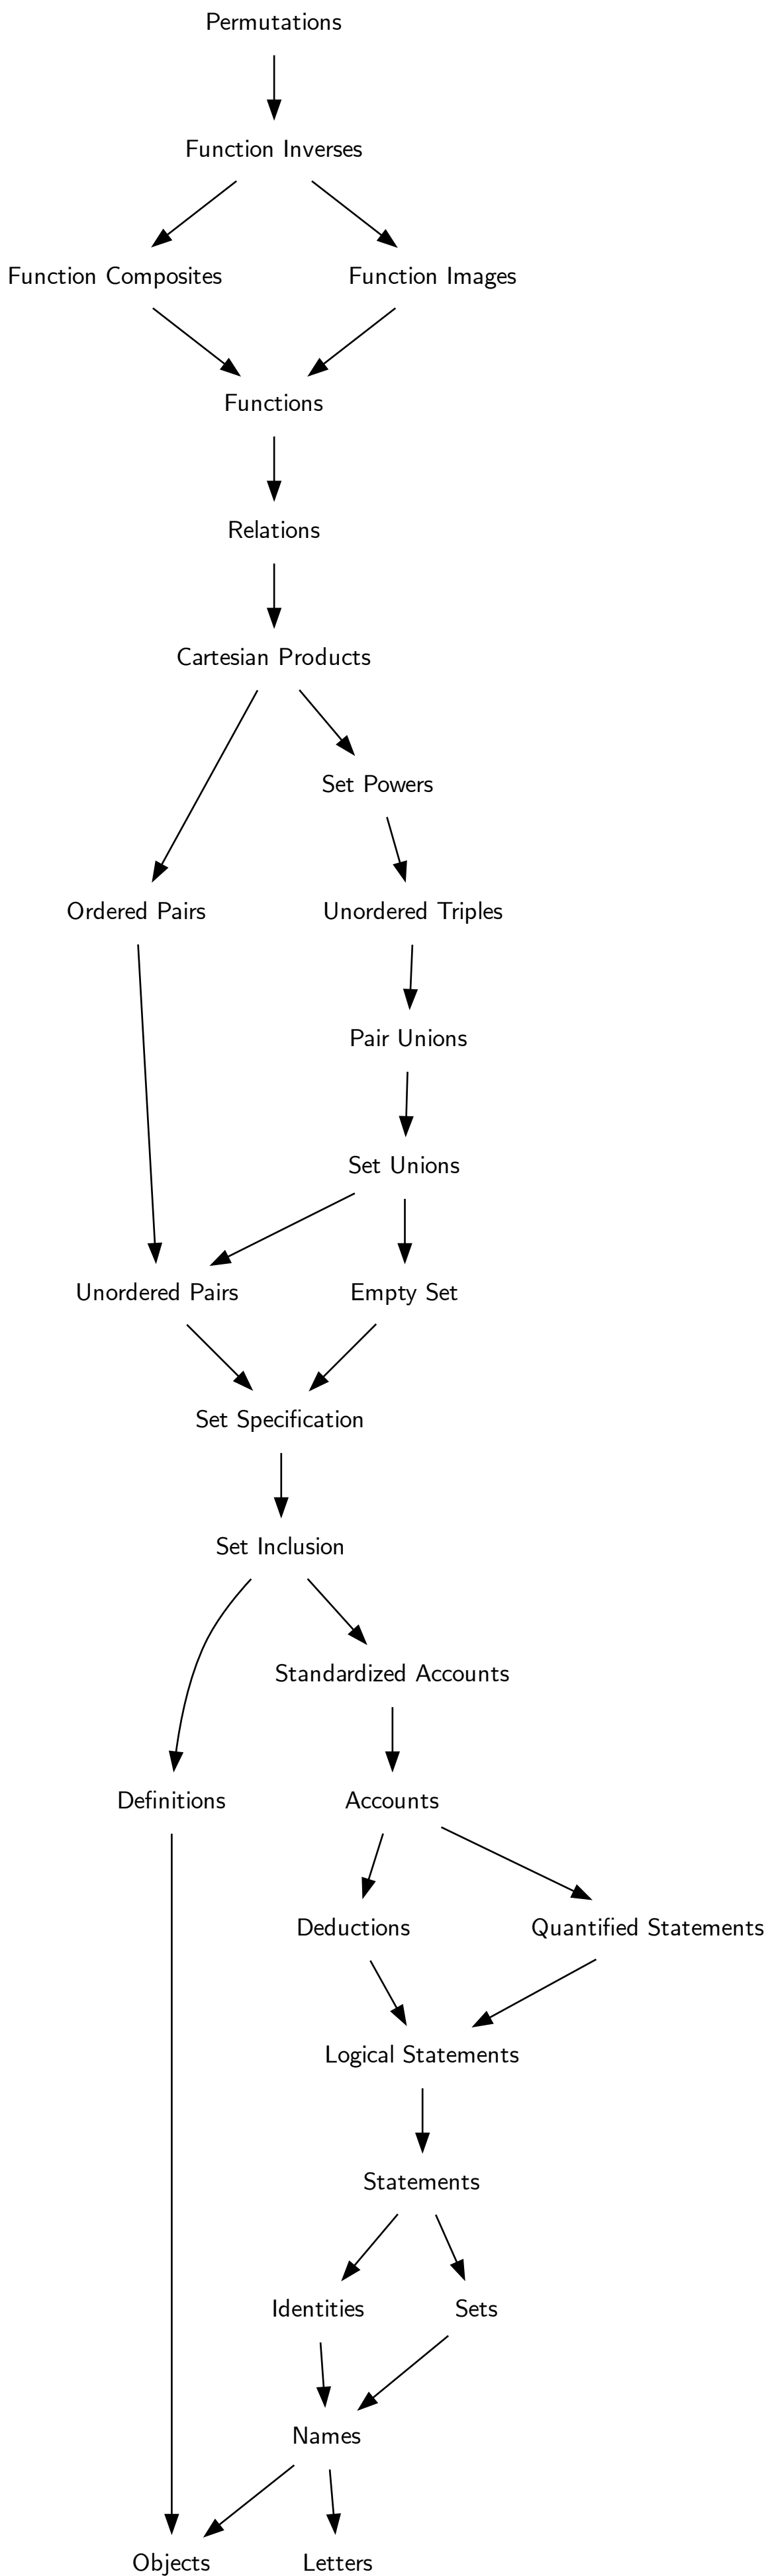 Permutations
Function Inverses
Function Composites
Function Images
Functions
Relations
Cartesian Products
Set Powers
Ordered Pairs
Unordered Triples
Pair Unions
Set Unions
Unordered Pairs
Empty Set
Set Specification
Set Inclusion
Standardized Accounts
Definitions
Accounts
Deductions
Quantified Statements
Logical Statements
Statements
Identities
Sets
Names
Objects
Letters